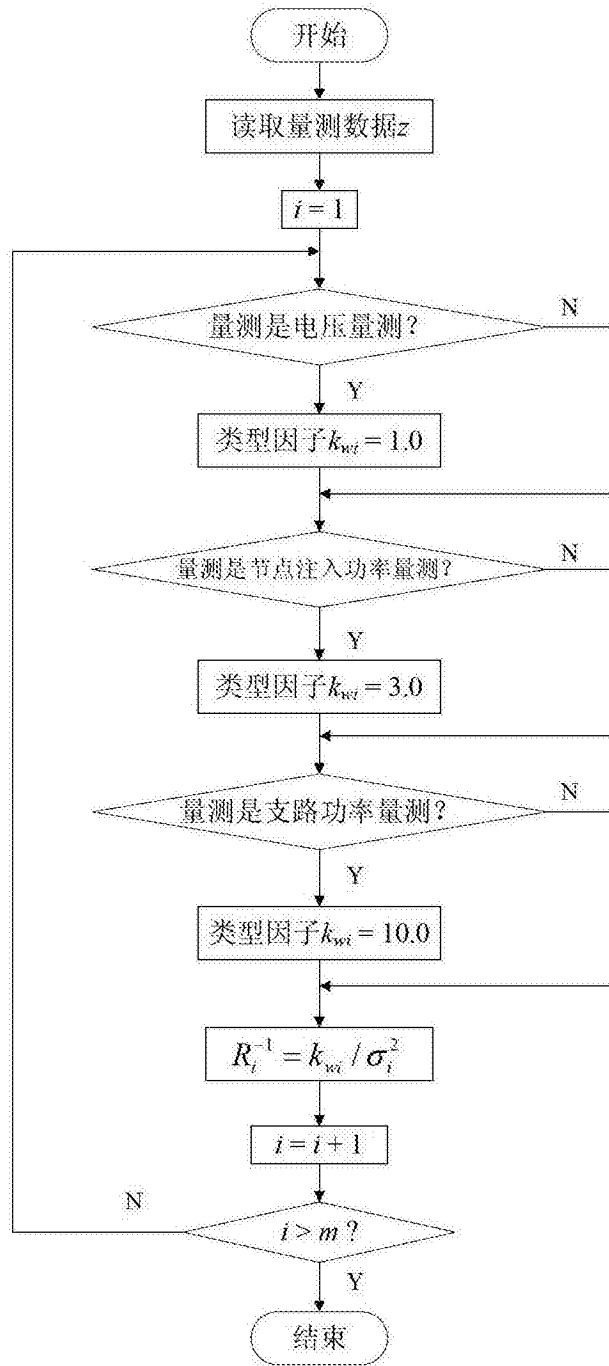 开始
读取量测数据z
i = 1
量测是电压量测？
N
Y
类型因子k_wi = 1.0
量测是节点注入功率量测？
N
Y
类型因子k_wi = 3.0
量测是支路功率量测？
N
Y
类型因子k_wi = 10.0
R_i^{-1} = k_wi / σ_i^2
i = i + 1
N
i > m ?
Y
结束